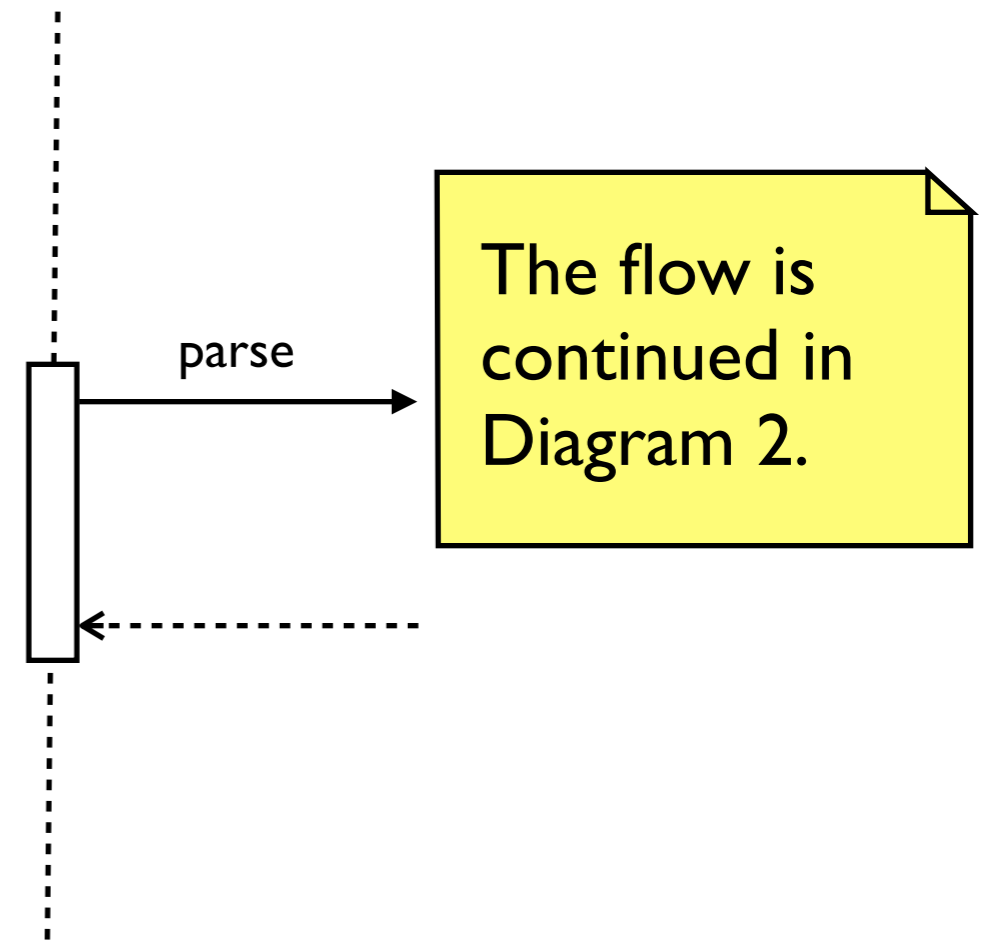 parse
The flow is
continued in
Diagram 2.